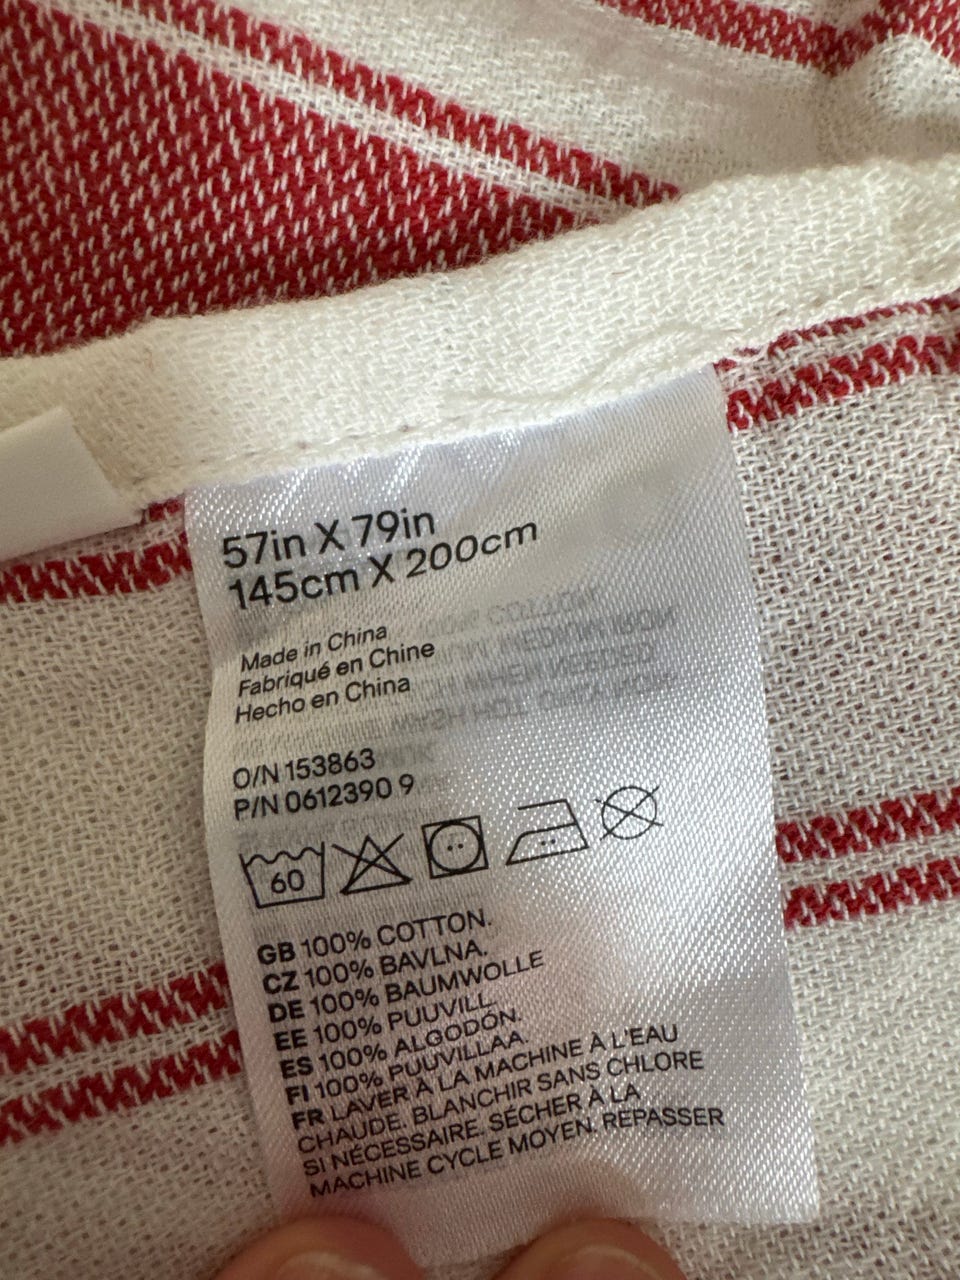 57in X 79in
145cm X 200cm
Made in China
Fabriqué en Chine
Hecho en China
O/N 153863
P/N 0612390 9
60
GB 100% COTTON.
CZ 100% BAVLNA.
DE 100% BAUMWOLLE
EE 100% PUUVILL
ES 100% ALGODÓN.
FI 100% PUUVILLAA.
FR LAVER À LA MACHINE À L'EAU
CHAUDE. BLANCHIR SANS CHLORE
SI NÉCESSAIRE. SÉCHER À LA
MACHINE CYCLE MOYEN. REPASSER